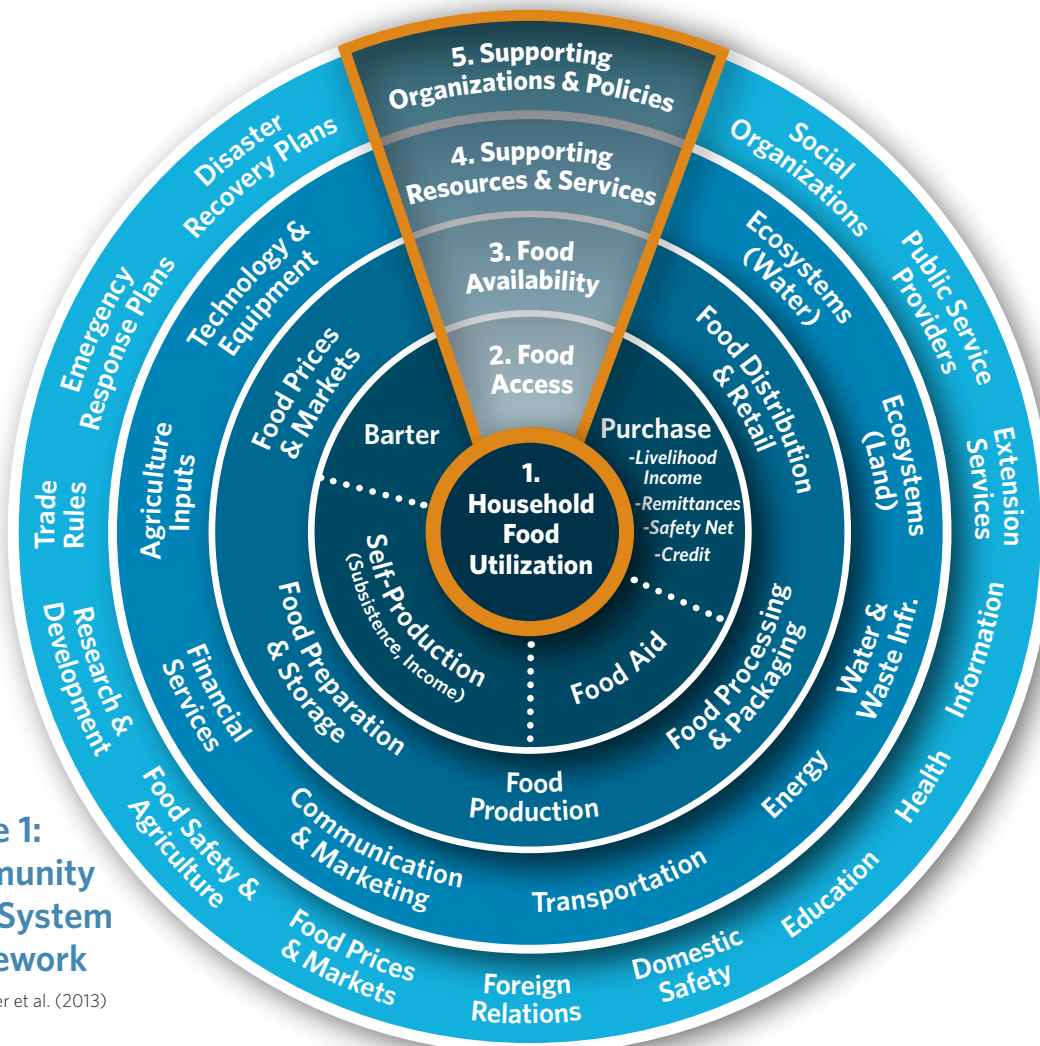 5. Supporting
Organizations & Policies
4. Supporting
Resources & Services
3. Food
Availability
2. Food
Access
1.
Household
Food
Utilization
Purchase
-Livelihood
Income
-Remittances
-Safety Net
-Credit
Food Aid
Self-Production
(Subsistence, Income)
Barter
Food Distribution
& Retail
Food Processing
& Packaging
Food
Production
Food Preparation
& Storage
Food Prices
& Markets
Ecosystems
(Water)
Ecosystems
(Land)
Water &
Waste Infr.
Energy
Transportation
Communication
& Marketing
Financial
Services
Agriculture
Inputs
Technology &
Equipment
Social
Organizations
Public Service
Providers
Extension
Services
Information
Health
Education
Domestic
Safety
Foreign
Relations
Food Prices
& Markets
Food Safety &
Agriculture
Research &
Development
Trade
Rules
Emergency
Response Plans
Disaster
Recovery Plans
e 1:
munity
System
ework
er et al. (2013)